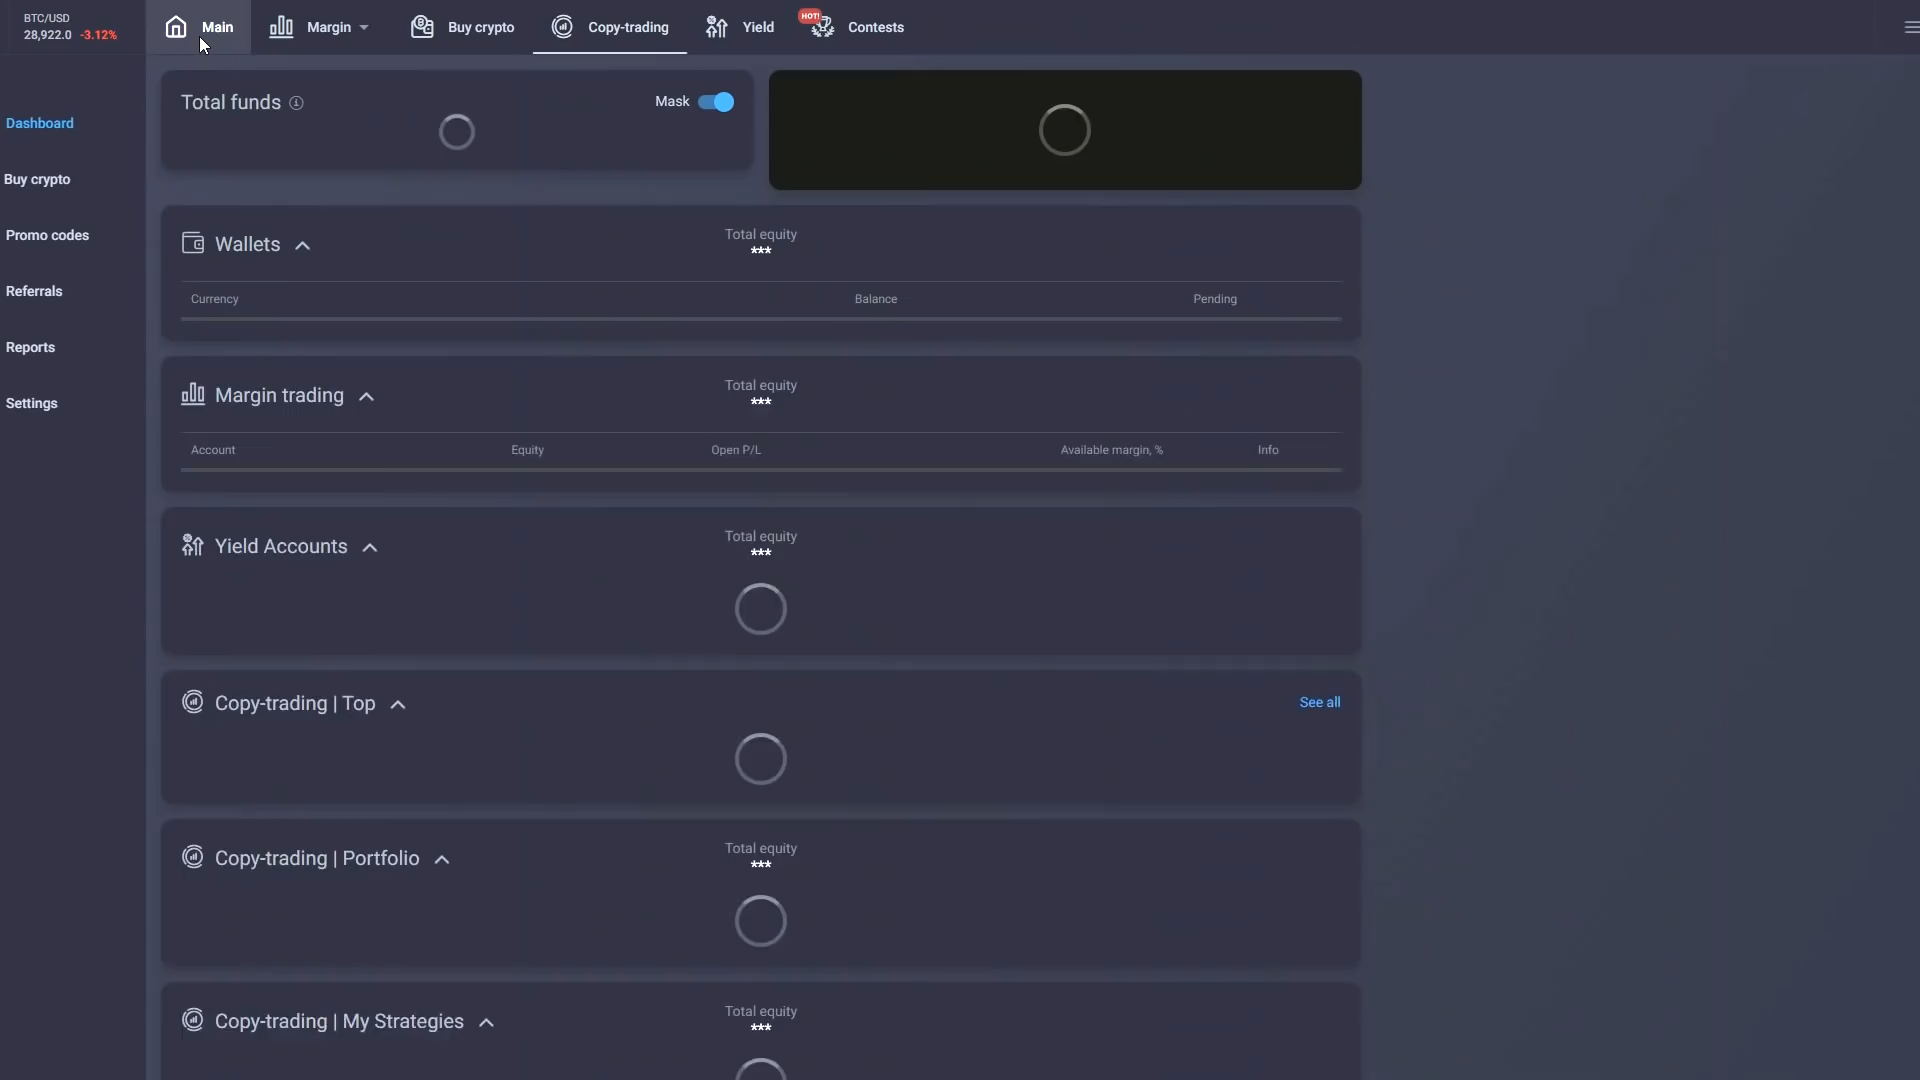 BTC/USD
28,922.0 -3.12%
Main
Margin
Buy crypto
Copy-trading
Yield
HOT!
Contests
Dashboard
Buy crypto
Promo codes
Referrals
Reports
Settings
Total funds
Mask
Wallets
Total equity
***
Currency Balance Pending
Margin trading
Total equity
***
Account Equity Open P/L Available margin, % Info
Yield Accounts
Total equity
***
Copy-trading | Top
See all
Copy-trading | Portfolio
Total equity
***
Copy-trading | My Strategies
Total equity
***